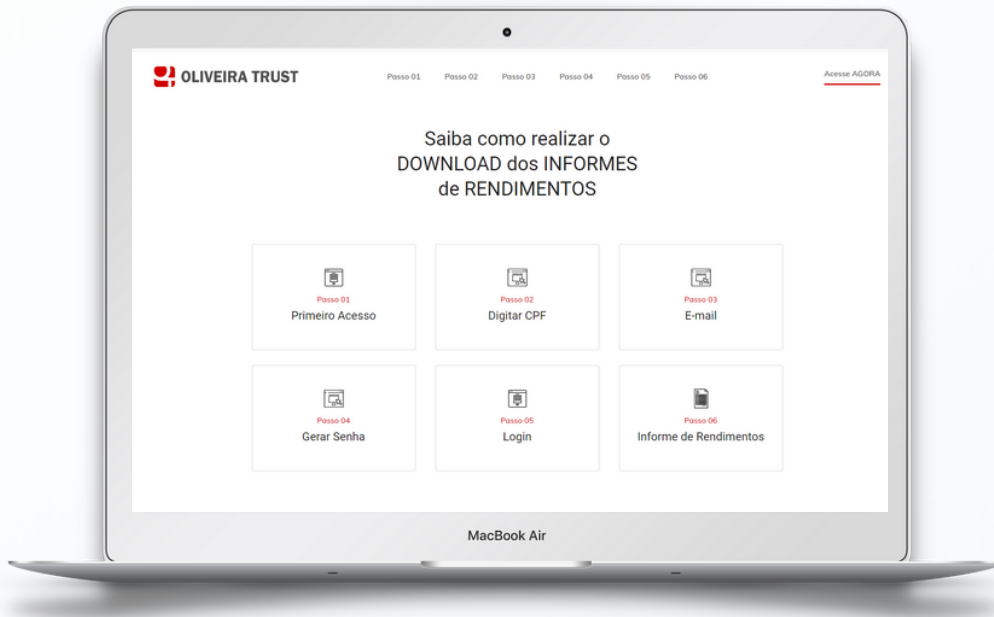 OLIVEIRA TRUST
Passo 01
Passo 02
Passo 03
Passo 04
Passo 05
Passo 06
Acesse AGORA
Saiba como realizar o
DOWNLOAD dos INFORMES
de RENDIMENTOS
Passo 01
Primeiro Acesso
Passo 02
Digitar CPF
Passo 03
E-mail
Passo 04
Gerar Senha
Passo 05
Login
Passo 06
Informe de Rendimentos
MacBook Air